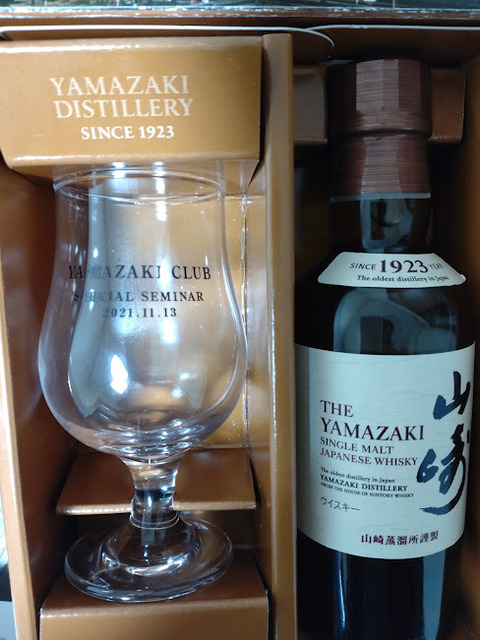 YAMAZAKI
DISTILLERY
SINCE 1923
YAMAZAKI CLUB
SPECIAL SEMINAR
2021.11.13
SINCE 1923 YEAR
The oldest distillery in Japan
山崎
THE
YAMAZAKI
SINGLE MALT
JAPANESE WHISKY
The oldest distillery in Japan
YAMAZAKI DISTILLERY
FROM THE HOUSE OF SUNTORY WHISKY
ウイスキー
山崎蒸溜所謹製